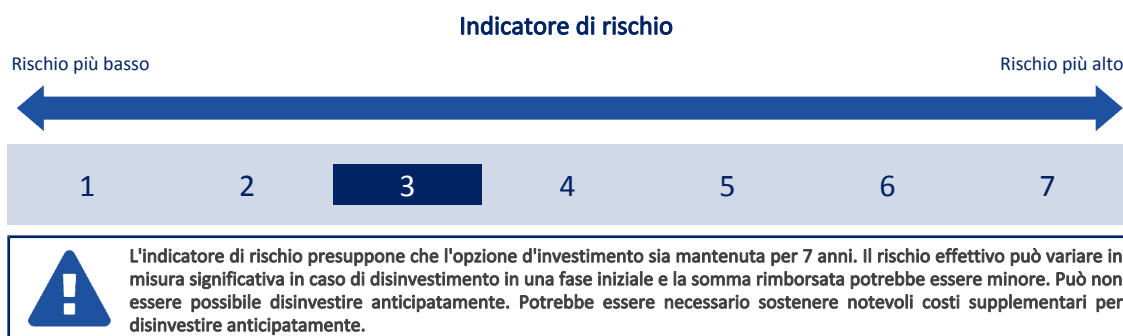 Indicatore di rischio
Rischio più basso
Rischio più alto
1 2 3 4 5 6 7
L'indicatore di rischio presuppone che l'opzione d'investimento sia mantenuta per 7 anni. Il rischio effettivo può variare in
misura significativa in caso di disinvestimento in una fase iniziale e la somma rimborsata potrebbe essere minore. Può non
essere possibile disinvestire anticipatamente. Potrebbe essere necessario sostenere notevoli costi supplementari per
disinvestire anticipatamente.